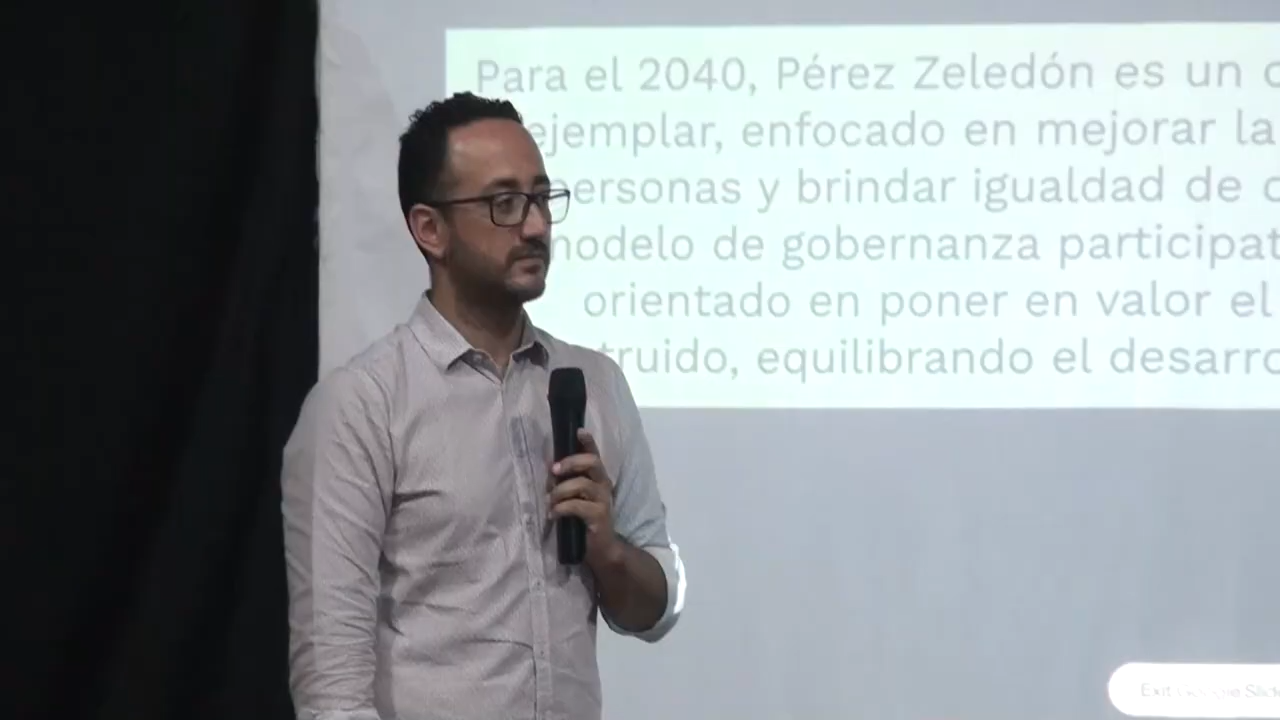 Para el 2040, Pérez Zeledón es un
ejemplar, enfocado en mejorar la
personas y brindar igualdad de
modelo de gobernanza participat
orientado en poner en valor el
truido, equilibrando el desarro
Exit